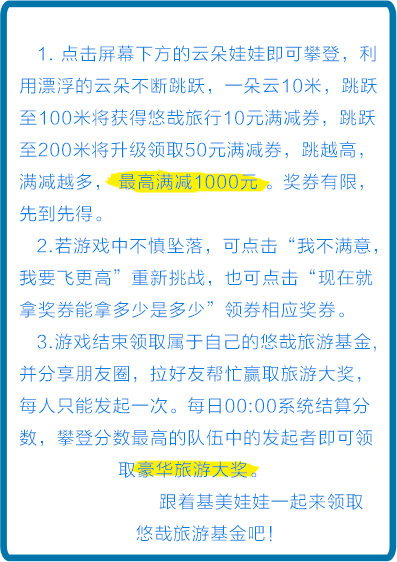 1. 点击屏幕下方的云朵娃娃即可攀登，利
用漂浮的云朵不断跳跃，一朵云10米，跳跃
至100米将获得悠哉旅行10元满减券，跳跃
至200米将升级领取50元满减券，跳越高，
满减越多，最高满减1000元 。奖券有限，
先到先得。
2.若游戏中不慎坠落，可点击“我不满意，
我要飞更高”重新挑战，也可点击“现在就
拿奖券能拿多少是多少”领券相应奖券。
3.游戏结束领取属于自己的悠哉旅游基金，
并分享朋友圈，拉好友帮忙赢取旅游大奖，
每人只能发起一次。每日00:00系统结算分
数，攀登分数最高的队伍中的发起者即可领
取豪华旅游大奖。
跟着基美娃娃一起来领取
悠哉旅游基金吧！